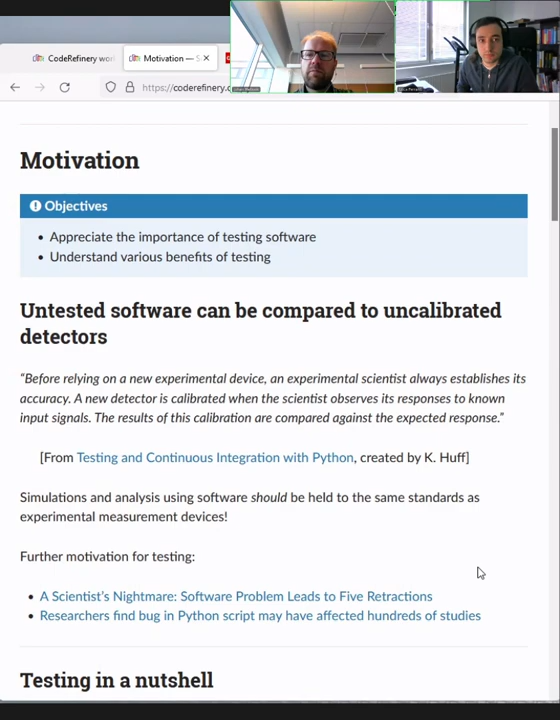 CodeRefinery wor
Motivation — S
https://coderefinery.c
Motivation
Objectives
• Appreciate the importance of testing software
• Understand various benefits of testing
Untested software can be compared to uncalibrated
detectors
“Before relying on a new experimental device, an experimental scientist always establishes its
accuracy. A new detector is calibrated when the scientist observes its responses to known
input signals. The results of this calibration are compared against the expected response.”
[From Testing and Continuous Integration with Python, created by K. Huff]
Simulations and analysis using software should be held to the same standards as
experimental measurement devices!
Further motivation for testing:
• A Scientist’s Nightmare: Software Problem Leads to Five Retractions
• Researchers find bug in Python script may have affected hundreds of studies
Testing in a nutshell